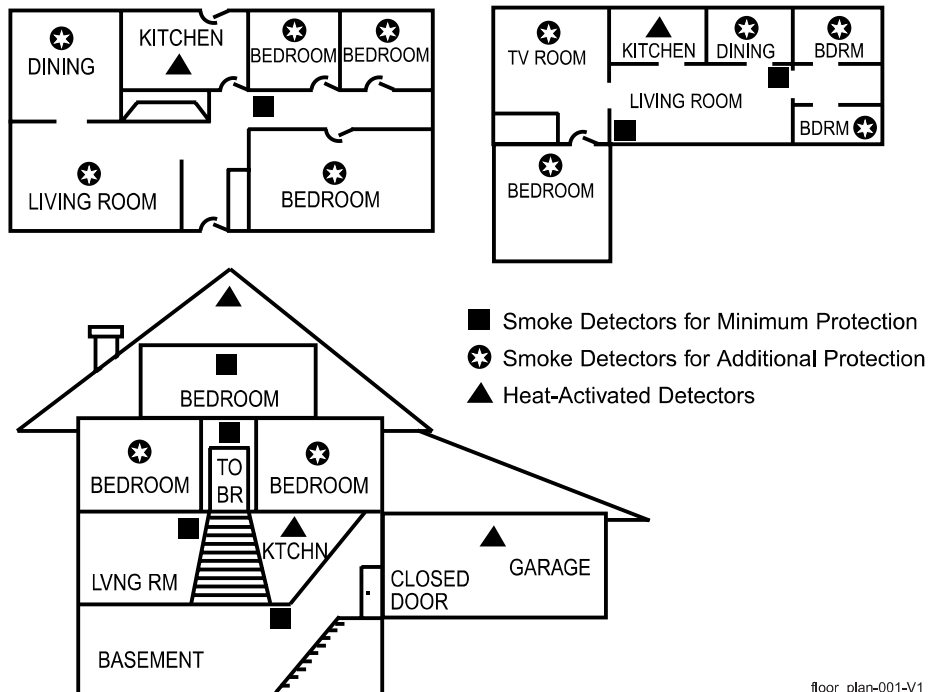 DINING
KITCHEN
BEDROOM
BEDROOM
LIVING ROOM
BEDROOM
TV ROOM
KITCHEN
DINING
BDRM
LIVING ROOM
BDRM
BEDROOM
Smoke Detectors for Minimum Protection
Smoke Detectors for Additional Protection
Heat-Activated Detectors
BEDROOM
BEDROOM
TO
BR
BEDROOM
LVNG RM
KTCHN
CLOSED
DOOR
GARAGE
BASEMENT
floor_plan-001-V1